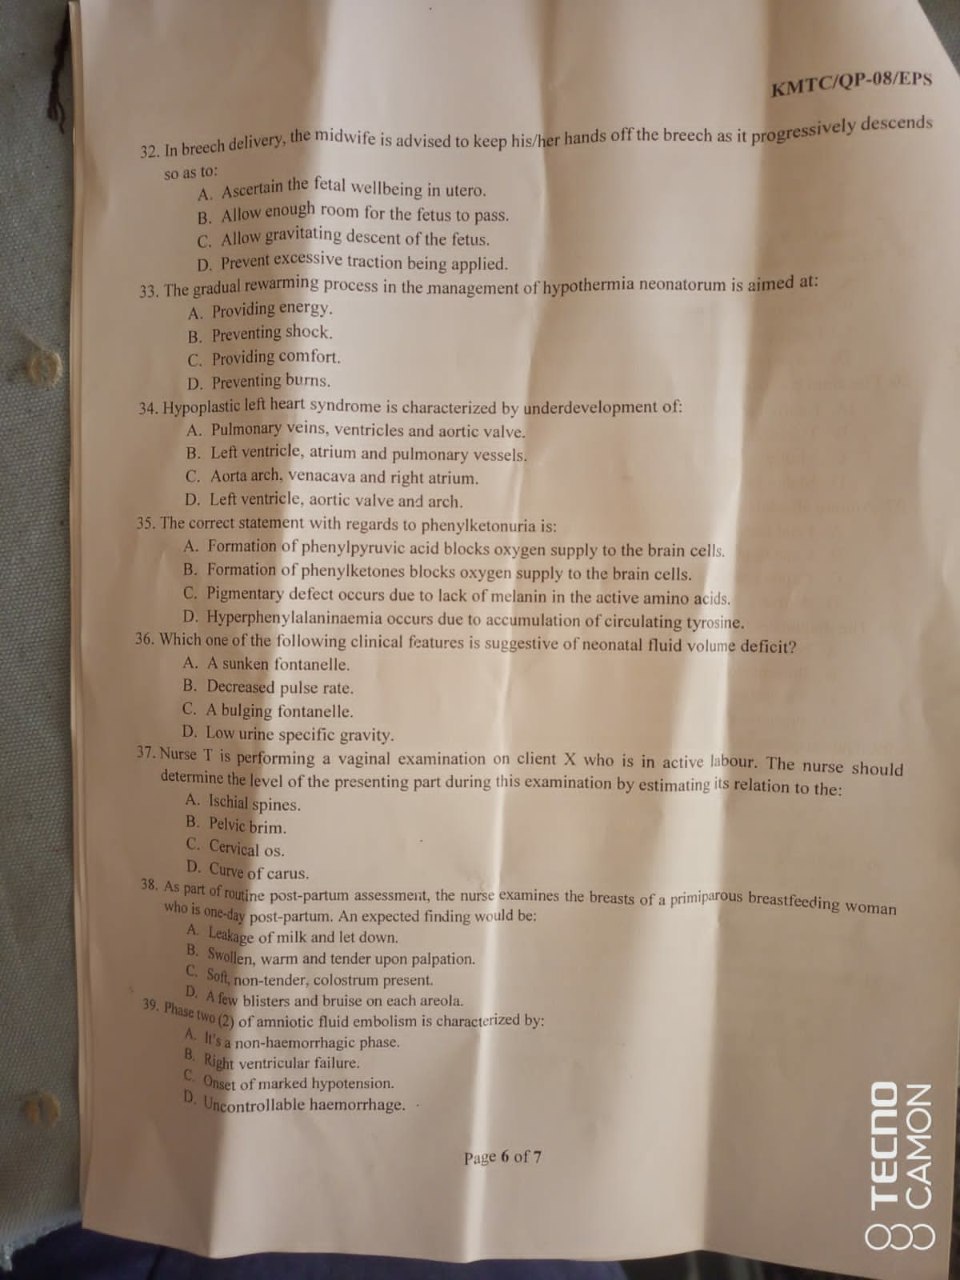 KMTC/QP-08/EPS
32. In breech delivery, the midwife is advised to keep his/her hands off the breech as it progressively descends
so as to:
A. Ascertain the fetal wellbeing in utero.
B. Allow enough room for the fetus to pass.
C. Allow gravitating descent of the fetus.
D. Prevent excessive traction being applied.
33. The gradual rewarming process in the management of hypothermia neonatorum is aimed at:
A. Providing energy.
B. Preventing shock.
C. Providing comfort.
D. Preventing burns.
34. Hypoplastic left heart syndrome is characterized by underdevelopment of:
A. Pulmonary veins, ventricles and aortic valve.
B. Left ventricle, atrium and pulmonary vessels.
C. Aorta arch, venacava and right atrium.
D. Left ventricle, aortic valve and arch.
35. The correct statement with regards to phenylketonuria is:
A. Formation of phenylpyruvic acid blocks oxygen supply to the brain cells.
B. Formation of phenylketones blocks oxygen supply to the brain cells.
C. Pigmentary defect occurs due to lack of melanin in the active amino acids.
D. Hyperphenylalaninaemia occurs due to accumulation of circulating tyrosine.
36. Which one of the following clinical features is suggestive of neonatal fluid volume deficit?
A. A sunken fontanelle.
B. Decreased pulse rate.
C. A bulging fontanelle.
D. Low urine specific gravity.
37. Nurse T is performing a vaginal examination on client X who is in active labour. The nurse should
determine the level of the presenting part during this examination by estimating its relation to the:
A. Ischial spines.
B. Pelvic brim.
C. Cervical os.
D. Curve of carus.
38. As part of routine post-partum assessment, the nurse examines the breasts of a primiparous breastfeeding woman
who is one-day post-partum. An expected finding would be:
A. Leakage of milk and let down.
B. Swollen, warm and tender upon palpation.
C. Soft, non-tender, colostrum present.
D. A few blisters and bruise on each areola.
39. Phase two (2) of amniotic fluid embolism is characterized by:
A. It's a non-haemorrhagic phase.
B. Right ventricular failure.
C. Onset of marked hypotension.
D. Uncontrollable haemorrhage.
Page 6 of 7
TECNO
CAMON